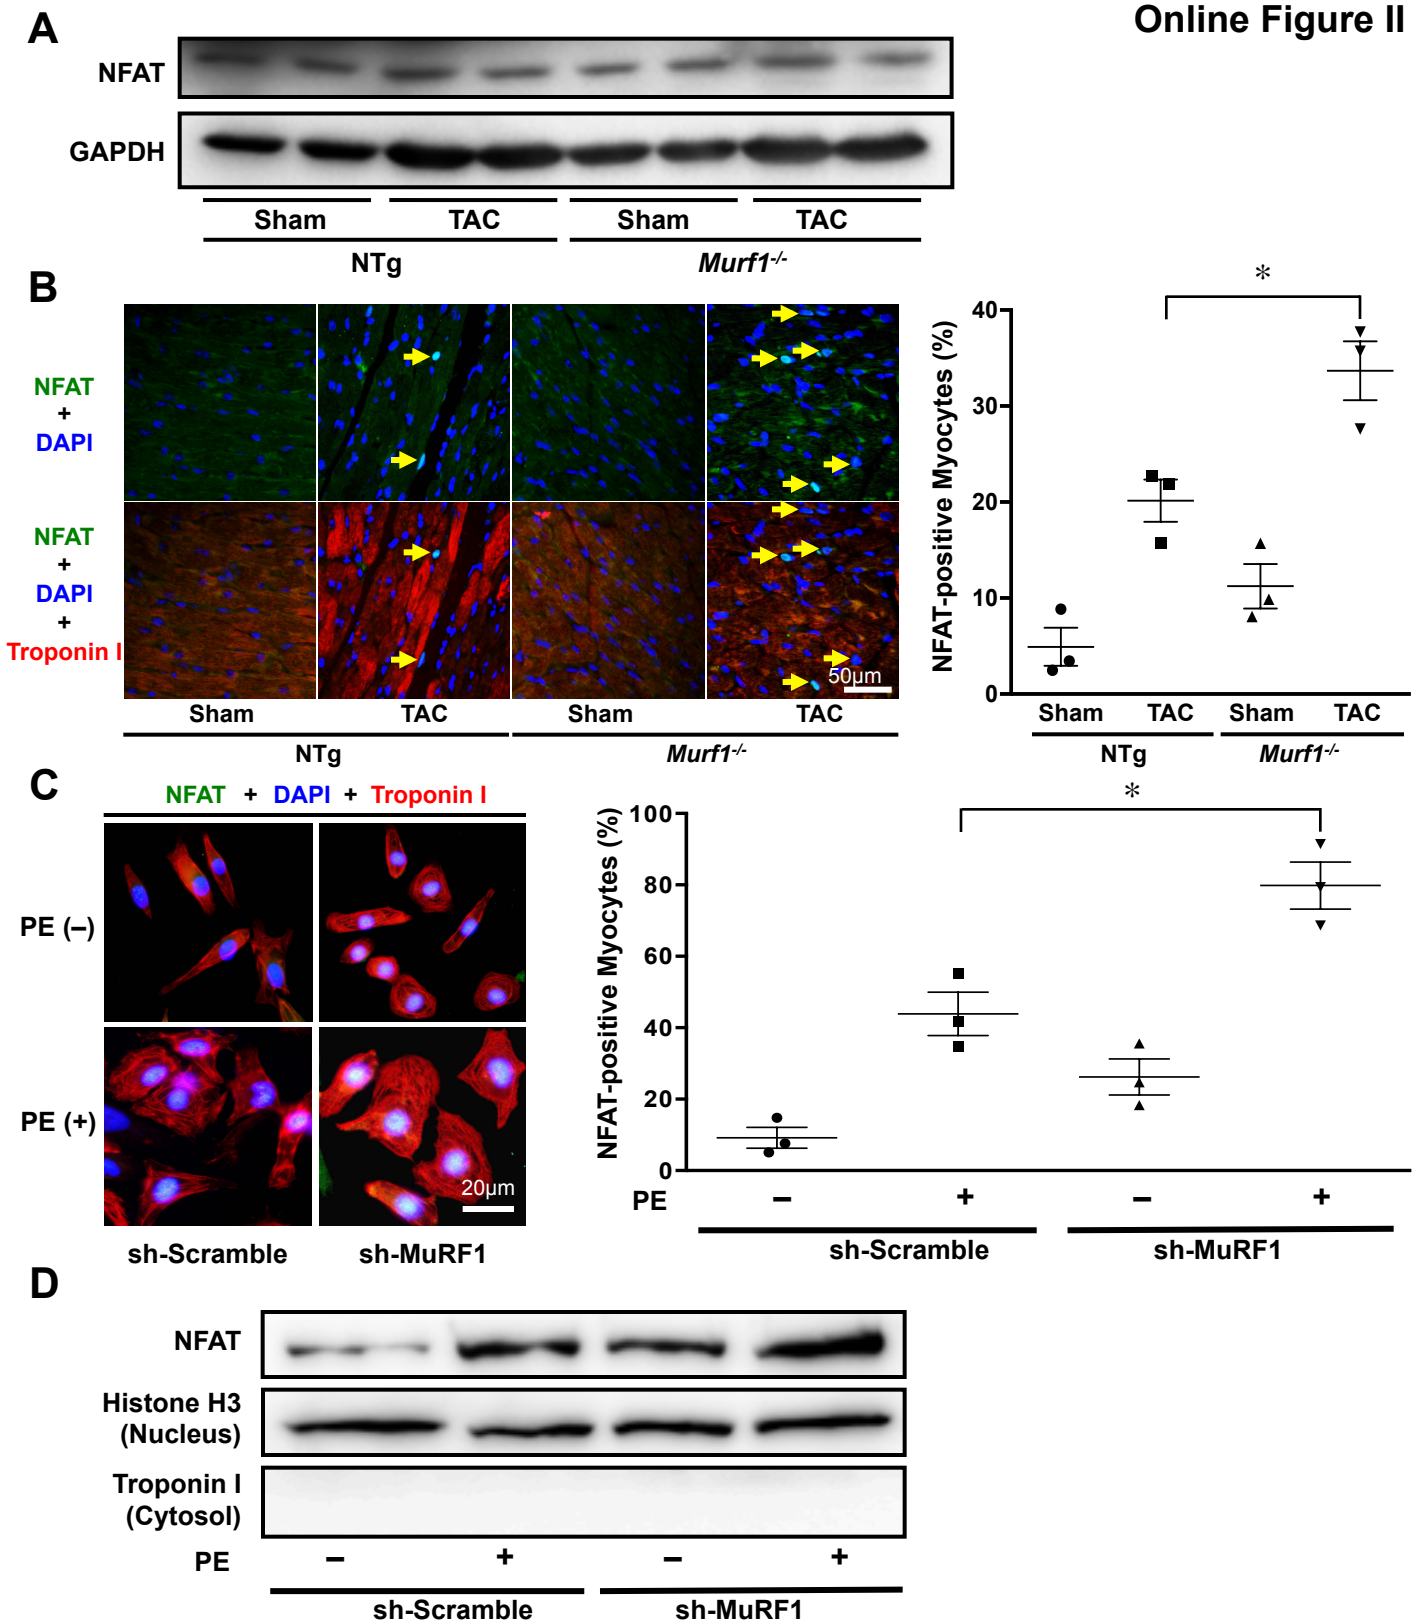 Online Figure II
A
NFAT
GAPDH
Sham TAC Sham TAC
NTg Murf1-/-
B
NFAT
+
DAPI
NFAT
+
DAPI
+
Troponin I
50μm
Sham TAC Sham TAC
NTg Murf1-/-
*
NFAT-positive Myocytes (%)
40
30
20
10
0
Sham TAC Sham TAC
NTg Murf1-/-
C
NFAT + DAPI + Troponin I
PE (–)
PE (+)
20μm
sh-Scramble sh-MuRF1
*
NFAT-positive Myocytes (%)
100
80
60
40
20
0
PE – + – +
sh-Scramble sh-MuRF1
D
NFAT
Histone H3
(Nucleus)
Troponin I
(Cytosol)
PE – + – +
sh-Scramble sh-MuRF1